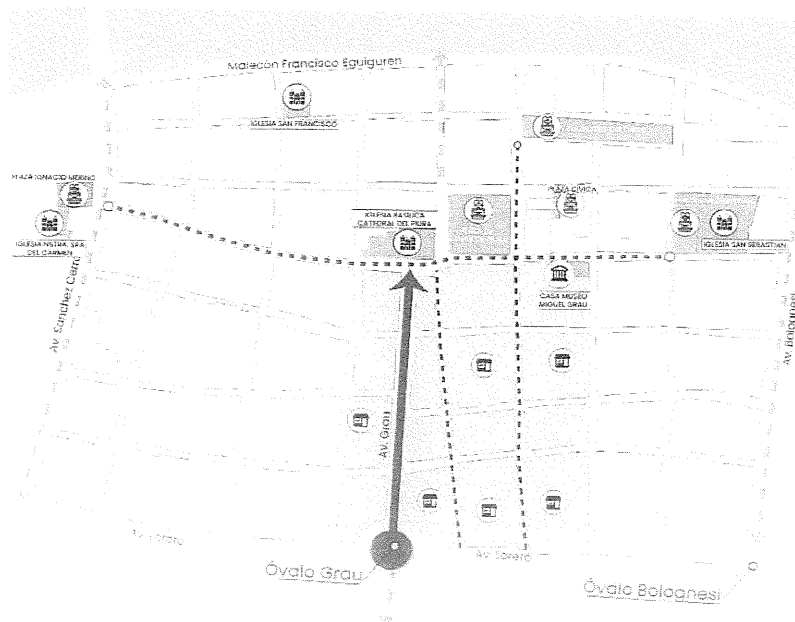 Malecón Francisco Eguiguren
IGLESIA SAN FRANCISCO
PLAZA IGNACIO MERINO
IGLESIA NSTRA. SRA.
DEL CARMEN
IGLESIA BASILICA
CATEDRAL DEL PIURA
PLAZA CIVICA
IGLESIA SAN SEBASTIAN
CASA MUSEO
MIGUEL GRAU
Av. Sanchez Cerro
Av. Bolognesi
Av. Grau
Av. Loreto
Av. Loreto
Óvalo Grau
Óvalo Bolognesi